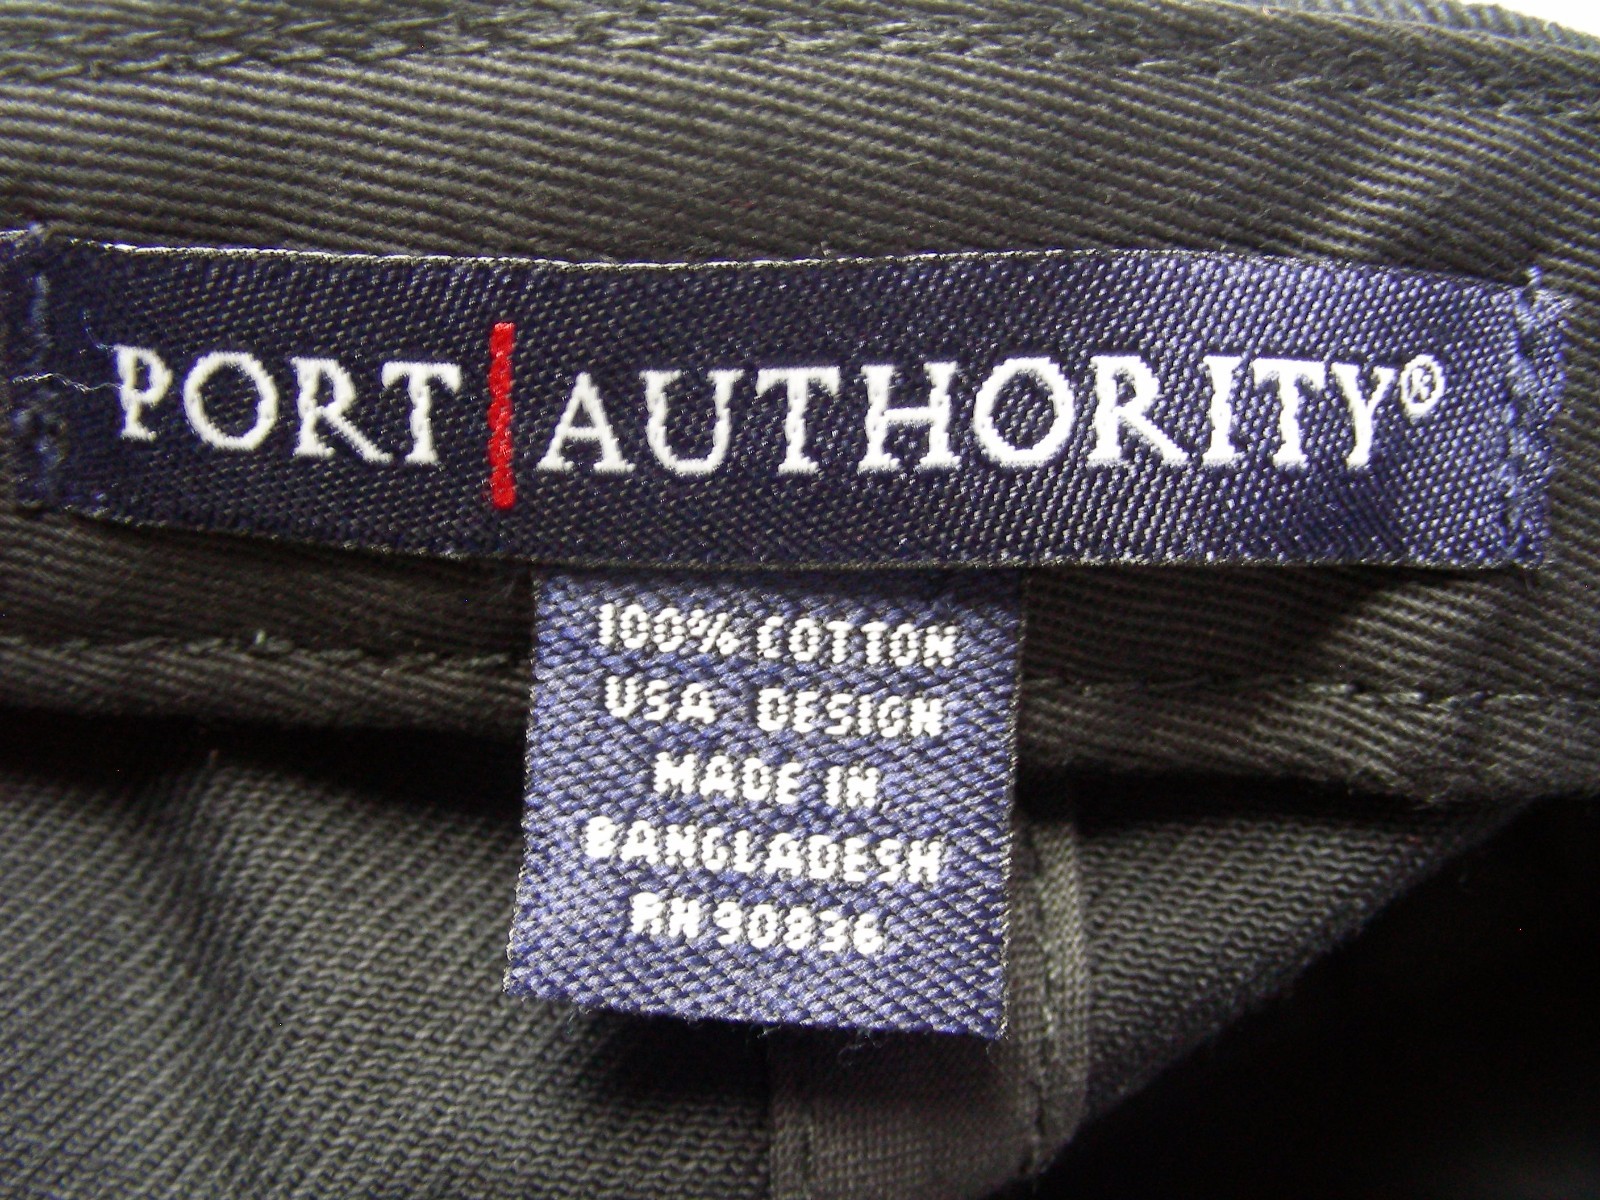 PORT | AUTHORITY®
100% COTTON
USA DESIGN
MADE IN
BANGLADESH
RN 90836